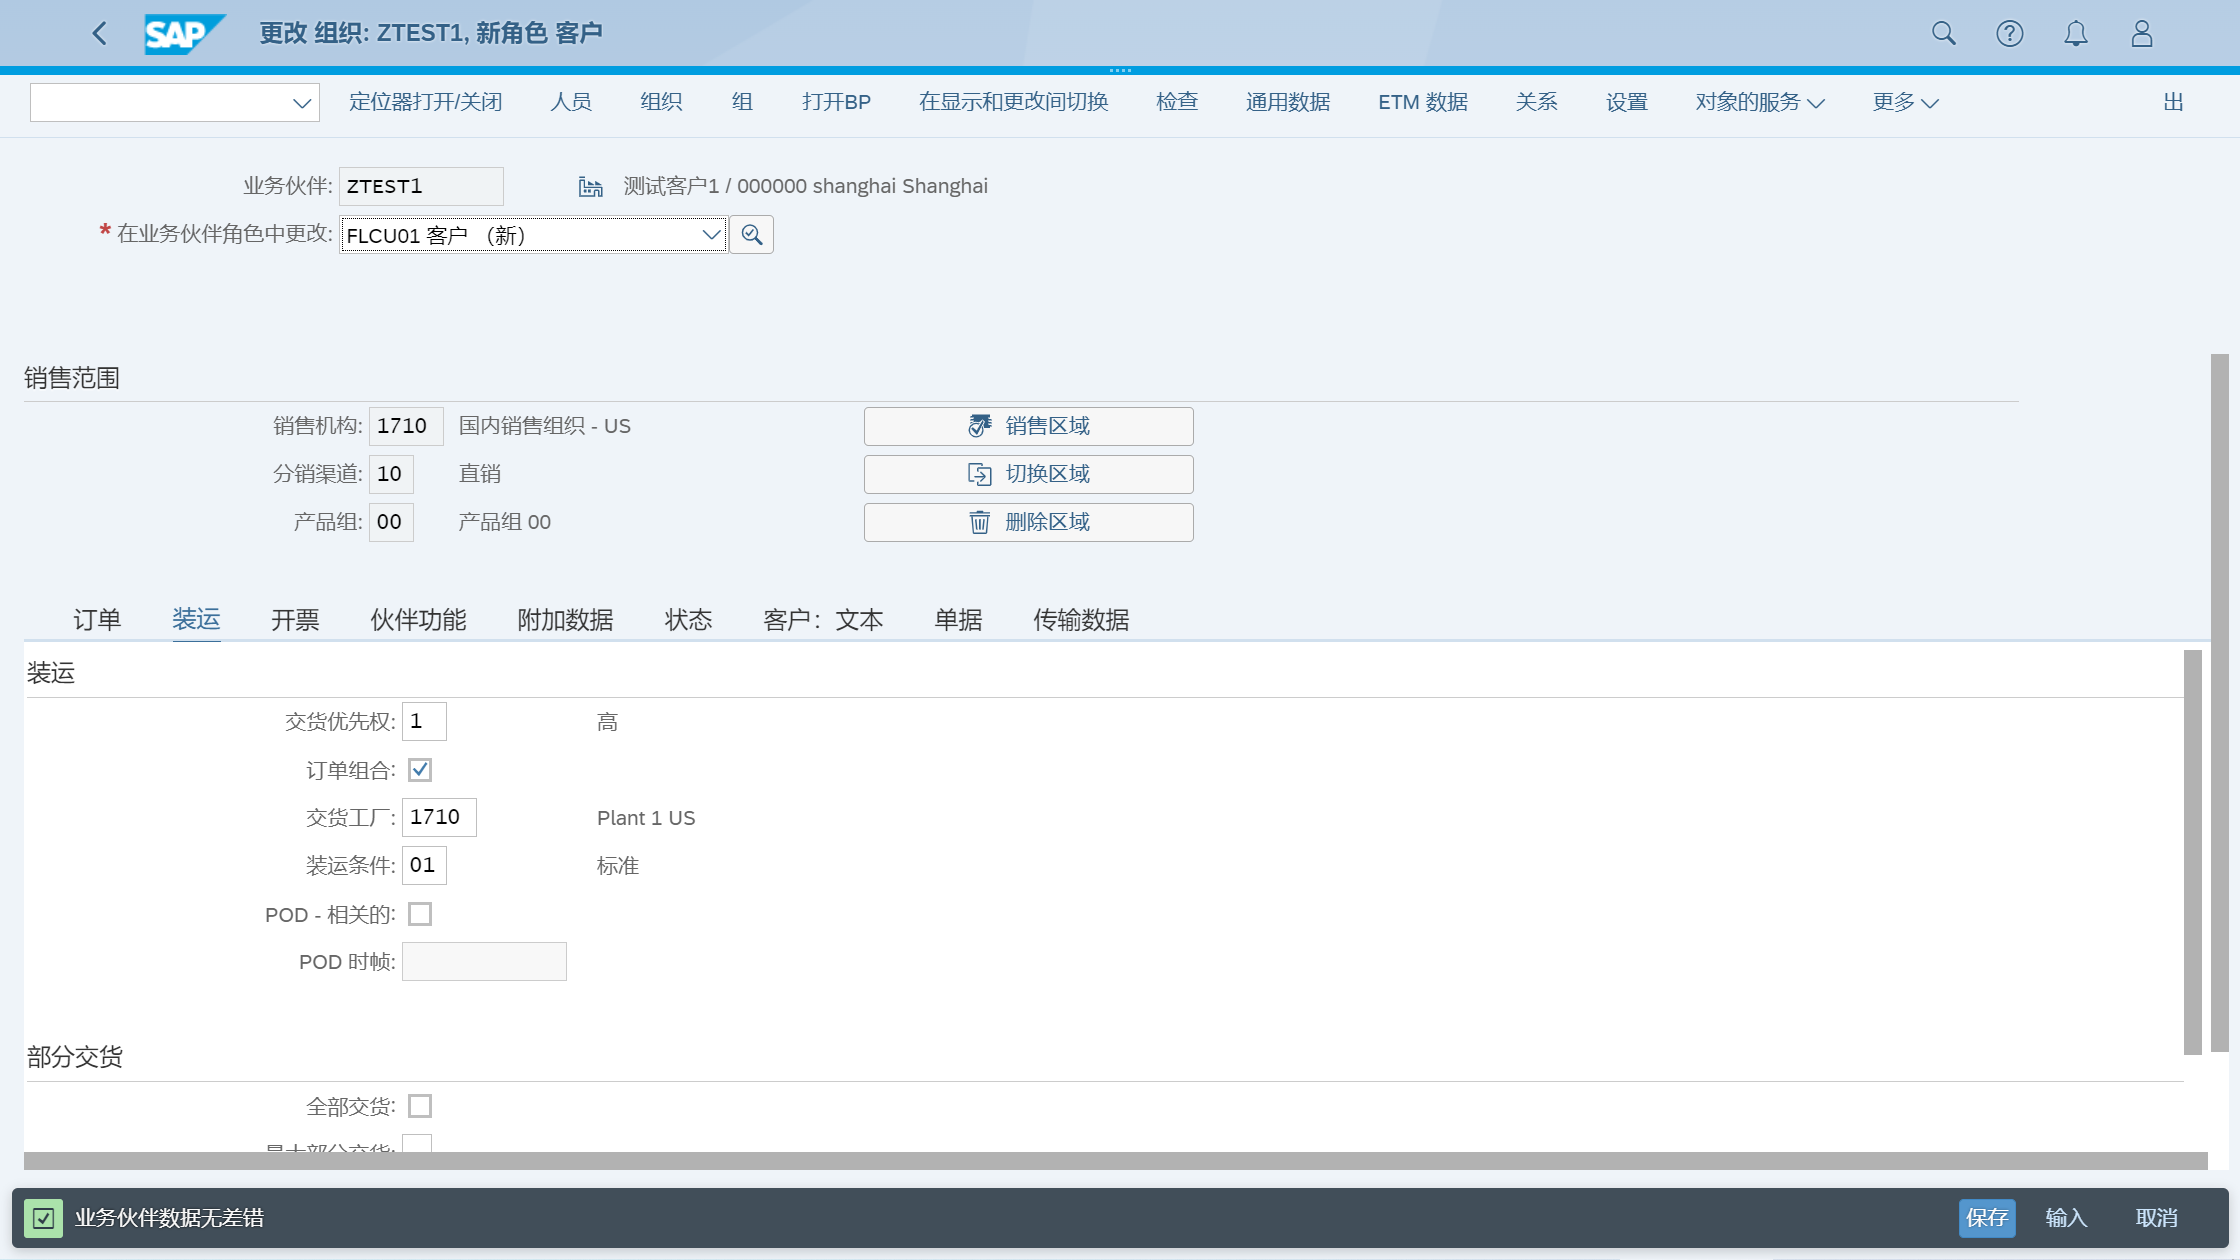 SAP 更改 组织: ZTEST1, 新角色 客户
定位器打开/关闭 人员 组织 组 打开BP 在显示和更改间切换 检查 通用数据 ETM 数据 关系 设置 对象的服务 更多 出
业务伙伴: ZTEST1 测试客户1 / 000000 shanghai Shanghai
* 在业务伙伴角色中更改: FLCU01 客户 （新）
销售范围
销售机构: 1710 国内销售组织 - US 销售区域
分销渠道: 10 直销 切换区域
产品组: 00 产品组 00 删除区域
订单 装运 开票 伙伴功能 附加数据 状态 客户：文本 单据 传输数据
装运
交货优先权: 1 高
订单组合:
交货工厂: 1710 Plant 1 US
装运条件: 01 标准
POD - 相关的:
POD 时帧:
部分交货
全部交货:
最大部分交货:
业务伙伴数据无差错 保存 输入 取消